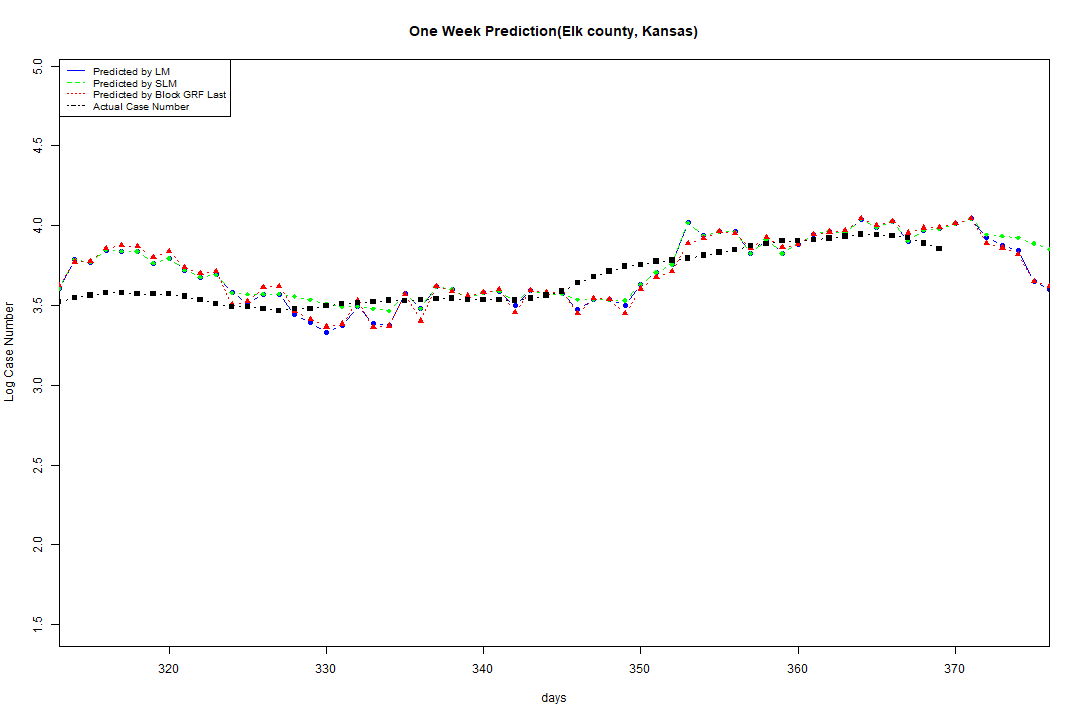 One Week Prediction(Elk county, Kansas)
Predicted by LM
Predicted by SLM
Predicted by Block GRF Last
Actual Case Number
5.0
4.5
4.0
3.5
3.0
2.5
2.0
1.5
Log Case Number
320 330 340 350 360 370
days